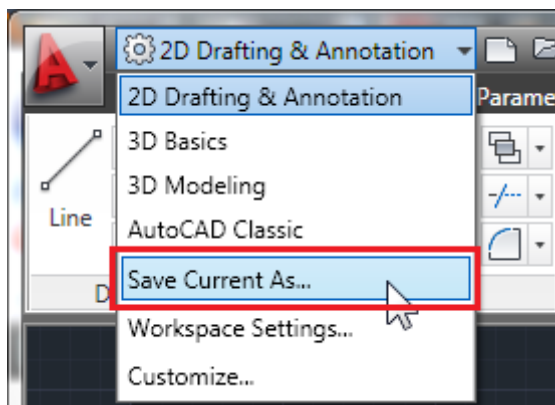 2D Drafting & Annotation
2D Drafting & Annotation
3D Basics
3D Modeling
AutoCAD Classic
Save Current As...
Workspace Settings...
Customize...
Parame
Line
D